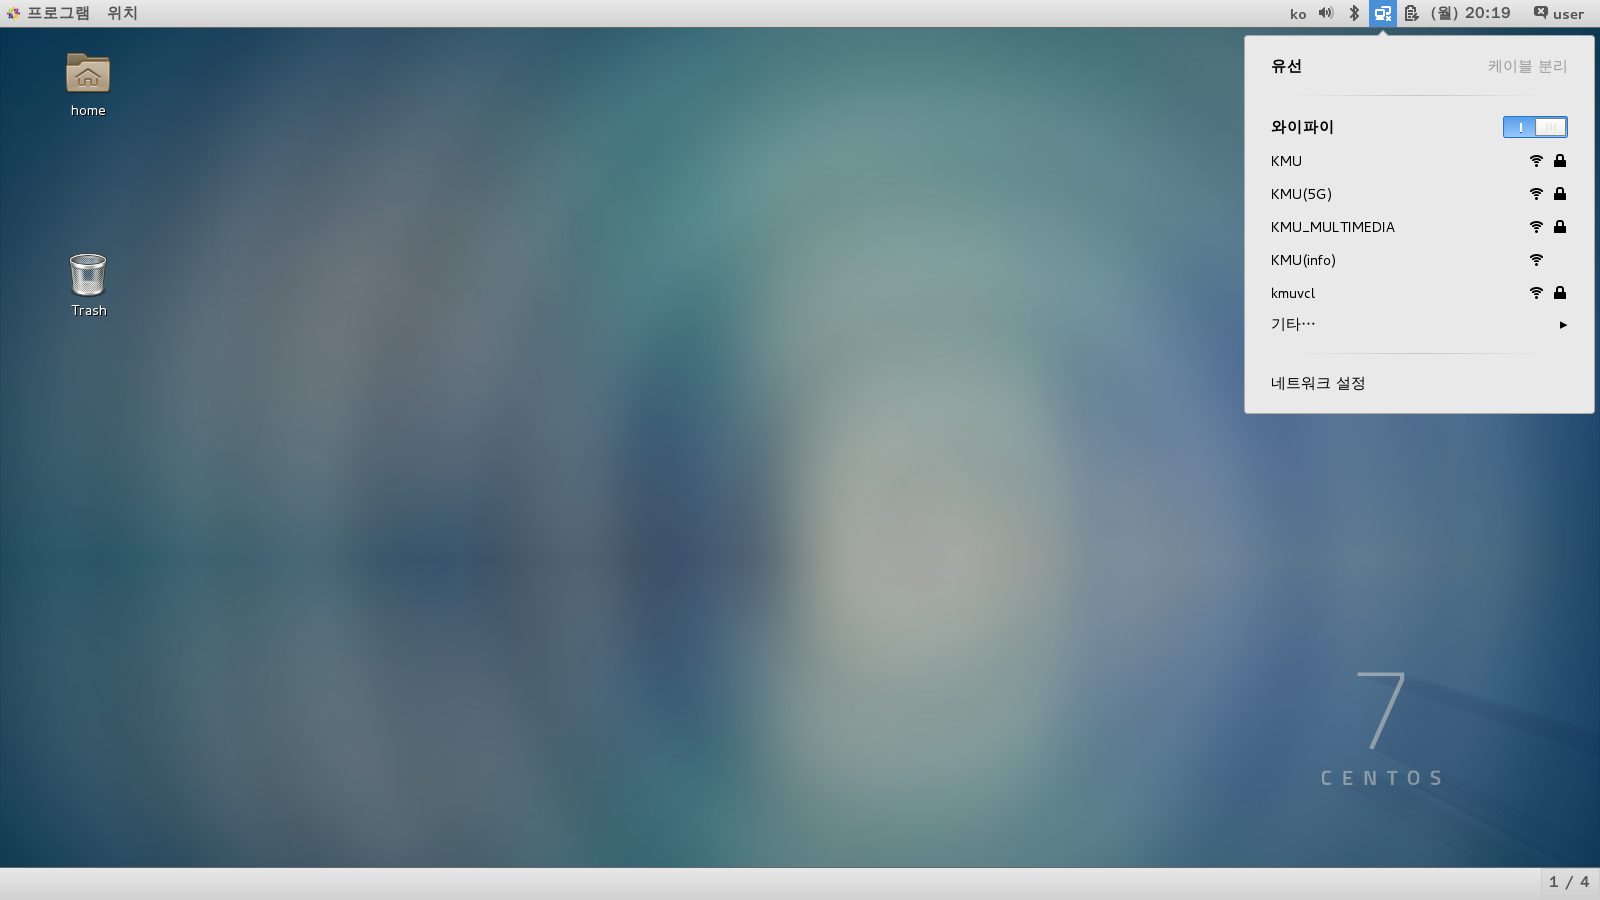 프로그램 위치 ko (월) 20:19 user
home
Trash
유선 케이블 분리
와이파이
KMU
KMU(5G)
KMU_MULTIMEDIA
KMU(info)
kmuvcl
기타…
네트워크 설정
7
CENTOS
1 / 4